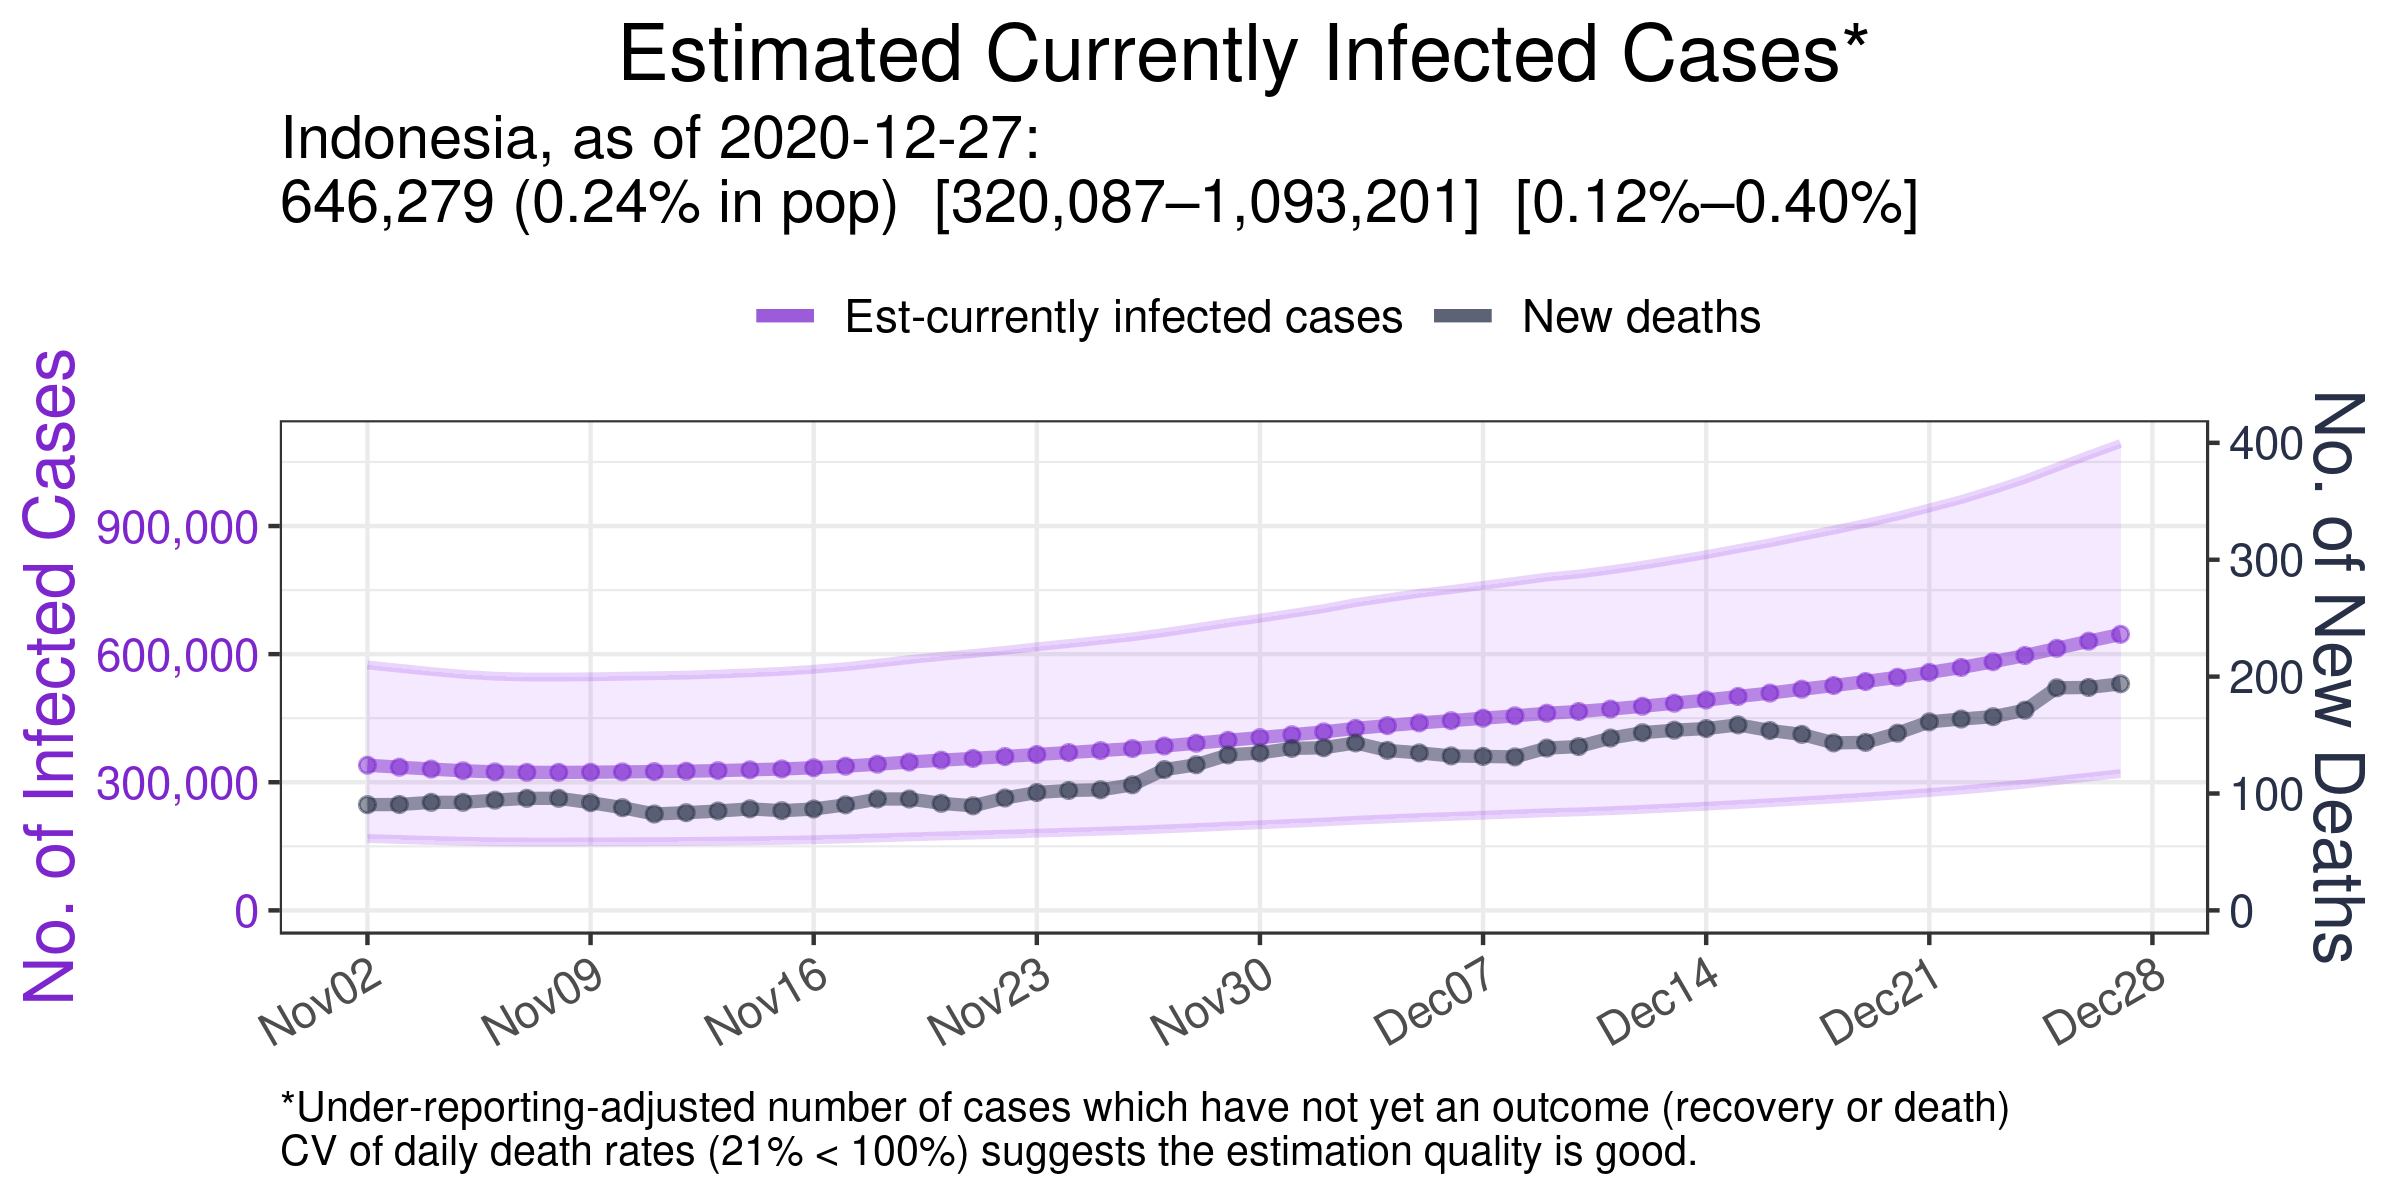 Estimated Currently Infected Cases*
Indonesia, as of 2020-12-27:
646,279 (0.24% in pop)  [320,087–1,093,201]  [0.12%–0.40%]
Est-currently infected cases
New deaths
No. of Infected Cases
900,000
600,000
300,000
0
400
300
200
100
0
No. of New Deaths
Nov02
Nov09
Nov16
Nov23
Nov30
Dec07
Dec14
Dec21
Dec28
*Under-reporting-adjusted number of cases which have not yet an outcome (recovery or death)
CV of daily death rates (21% < 100%) suggests the estimation quality is good.